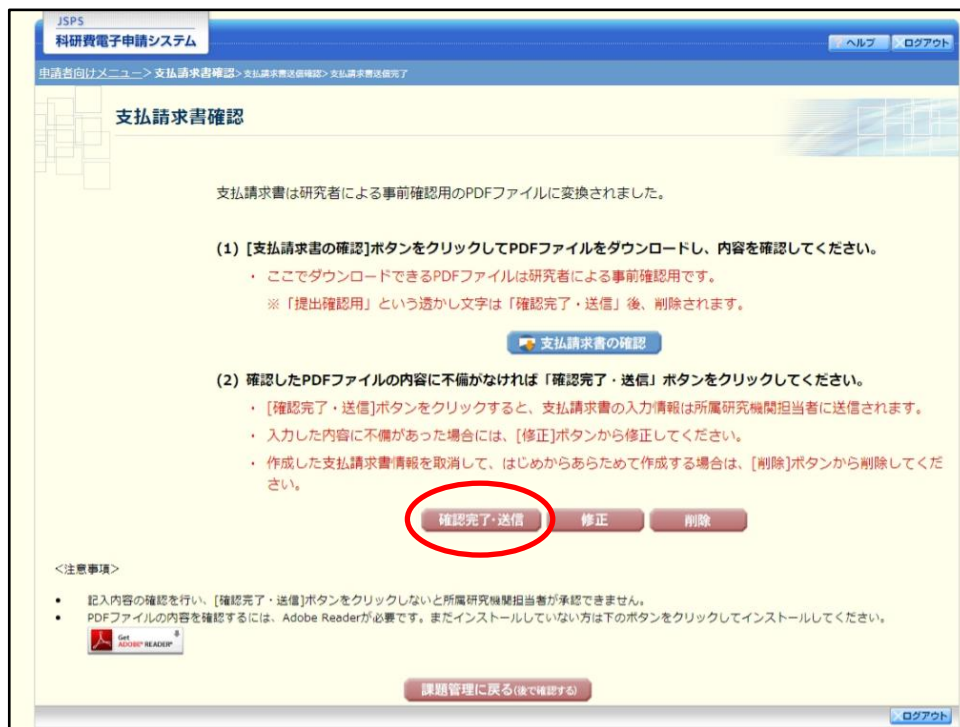 JSPS
科研費電子申請システム
ヘルプ
ログアウト
申請者向けメニュー＞支払請求書確認＞支払請求書送信確認＞支払請求書送信完了
支払請求書確認
支払請求書は研究者による事前確認用のPDFファイルに変換されました。
(1) [支払請求書の確認]ボタンをクリックしてPDFファイルをダウンロードし、内容を確認してください。
・ ここでダウンロードできるPDFファイルは研究者による事前確認用です。
※「提出確認用」という透かし文字は「確認完了・送信」後、削除されます。
支払請求書の確認
(2) 確認したPDFファイルの内容に不備がなければ「確認完了・送信」ボタンをクリックしてください。
・ [確認完了・送信]ボタンをクリックすると、支払請求書の入力情報は所属研究機関担当者に送信されます。
・ 入力した内容に不備があった場合には、[修正]ボタンから修正してください。
・ 作成した支払請求書情報を取消して、はじめからあらためて作成する場合は、[削除]ボタンから削除してくだ
さい。
確認完了・送信
修正
削除
<注意事項>
• 記入内容の確認を行い、[確認完了・送信]ボタンをクリックしないと所属研究機関担当者が承認できません。
• PDFファイルの内容を確認するには、Adobe Readerが必要です。まだインストールしていない方は下のボタンをクリックしてインストールしてください。
Get
ADOBE® READER®
課題管理に戻る(後で確認する)
ログアウト